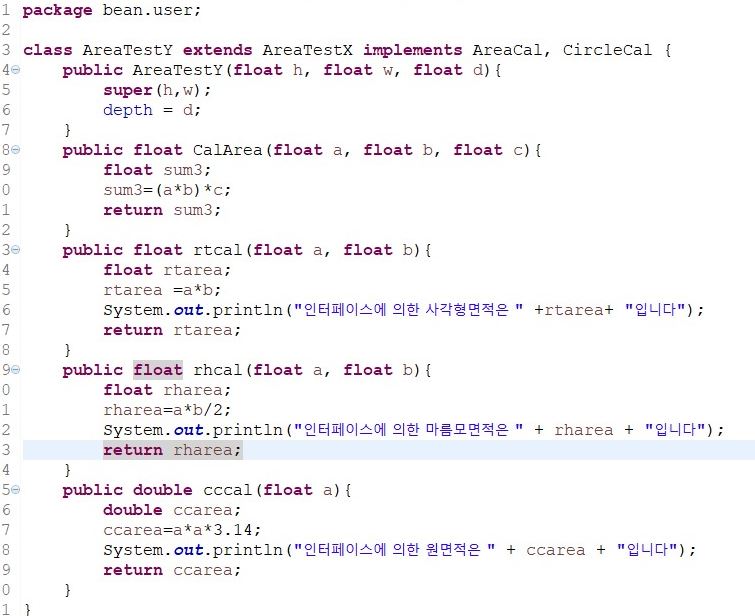 1 package bean.user;
2
3 class AreaTestY extends AreaTestX implements AreaCal, CircleCal {
4 public AreaTestY(float h, float w, float d){
5 super(h,w);
6 depth = d;
7 }
8 public float CalArea(float a, float b, float c){
9 float sum3;
0 sum3=(a*b)*c;
1 return sum3;
2 }
3 public float rtcal(float a, float b){
4 float rtarea;
5 rtarea =a*b;
6 System.out.println("인터페이스에 의한 사각형면적은 " +rtarea+ "입니다");
7 return rtarea;
8 }
9 public float rhcal(float a, float b){
0 float rharea;
1 rharea=a*b/2;
2 System.out.println("인터페이스에 의한 마름모면적은 " + rharea + "입니다");
3 return rharea;
4 }
5 public double cccal(float a){
6 double ccarea;
7 ccarea=a*a*3.14;
8 System.out.println("인터페이스에 의한 원면적은 " + ccarea + "입니다");
9 return ccarea;
0 }
1 }